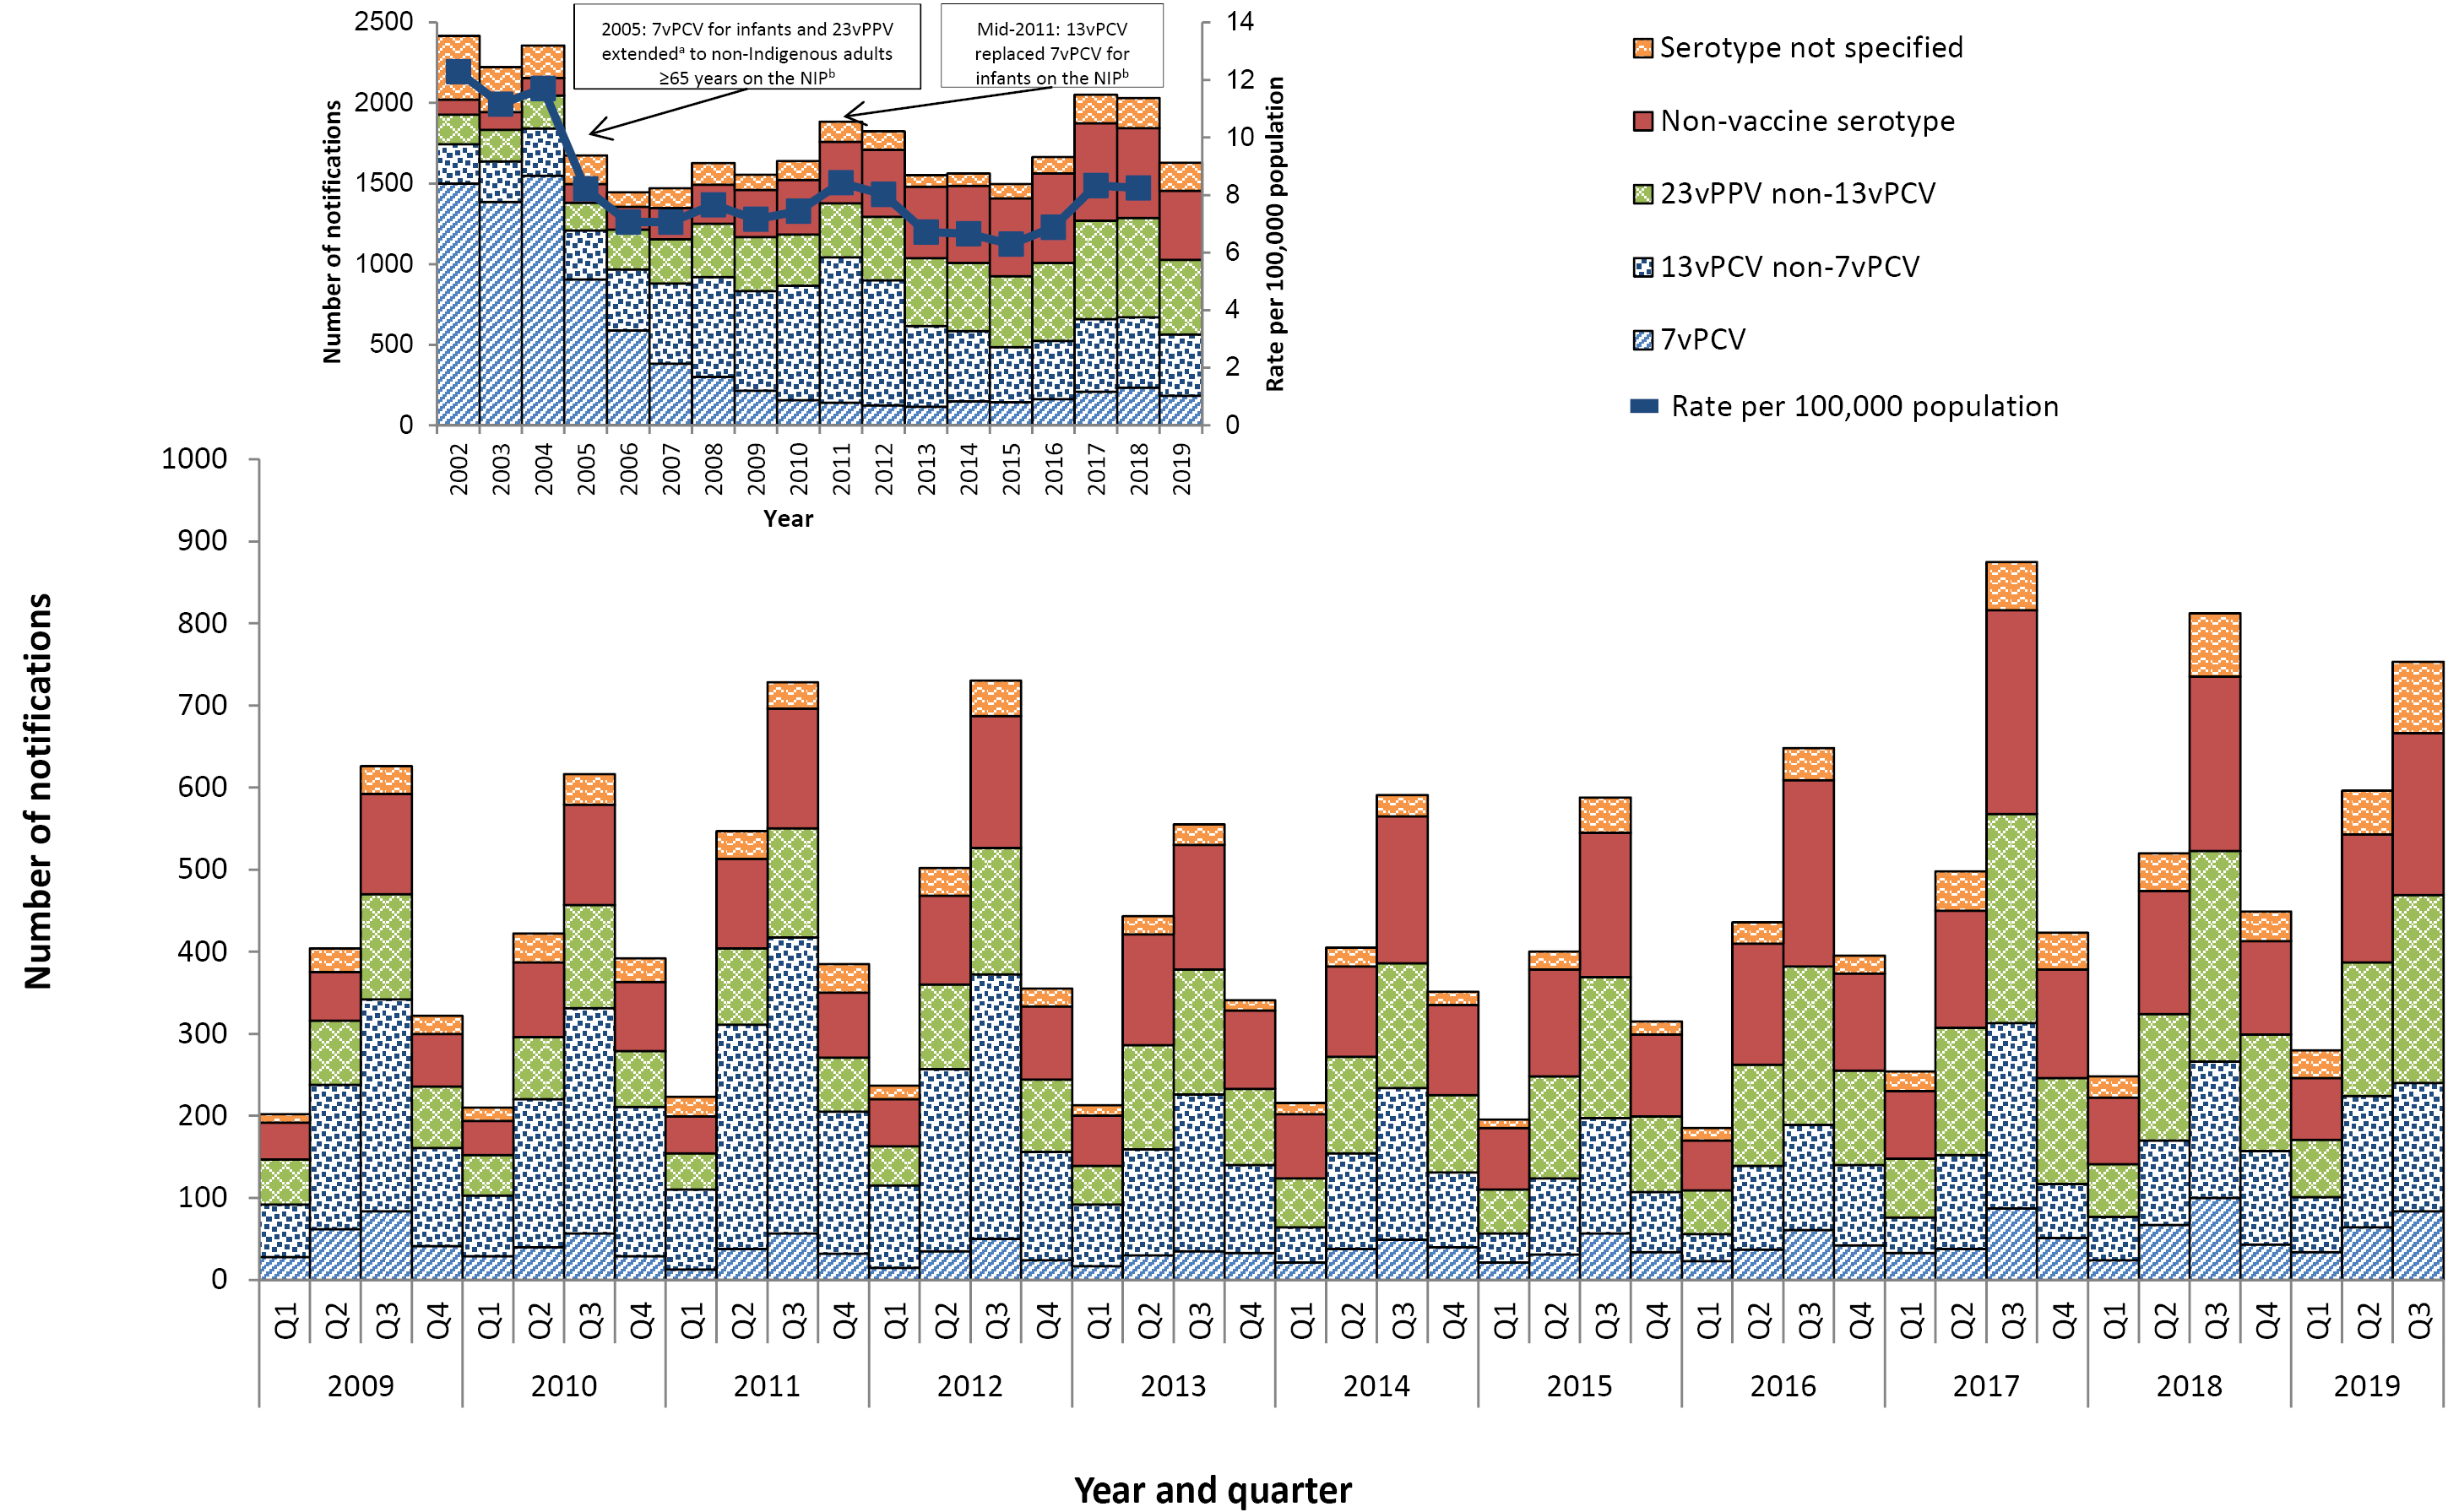 2500
2000
1500
1000
500
0
Number of notifications
2005: 7vPCV for infants and 23vPPV
extendedᵃ to non-Indigenous adults
≥65 years on the NIPᵇ
Mid-2011: 13vPCV
replaced 7vPCV for
infants on the NIPᵇ
14
12
10
8
6
4
2
0
Rate per 100,000 population
2002 2003 2004 2005 2006 2007 2008 2009 2010 2011 2012 2013 2014 2015 2016 2017 2018 2019
Year
Serotype not specified
Non-vaccine serotype
23vPPV non-13vPCV
13vPCV non-7vPCV
7vPCV
Rate per 100,000 population
1000
900
800
700
600
500
400
300
200
100
0
Number of notifications
Q1 Q2 Q3 Q4 Q1 Q2 Q3 Q4 Q1 Q2 Q3 Q4 Q1 Q2 Q3 Q4 Q1 Q2 Q3 Q4 Q1 Q2 Q3 Q4 Q1 Q2 Q3 Q4 Q1 Q2 Q3 Q4 Q1 Q2 Q3 Q4 Q1 Q2 Q3 Q4 Q1 Q2 Q3
2009 2010 2011 2012 2013 2014 2015 2016 2017 2018 2019
Year and quarter